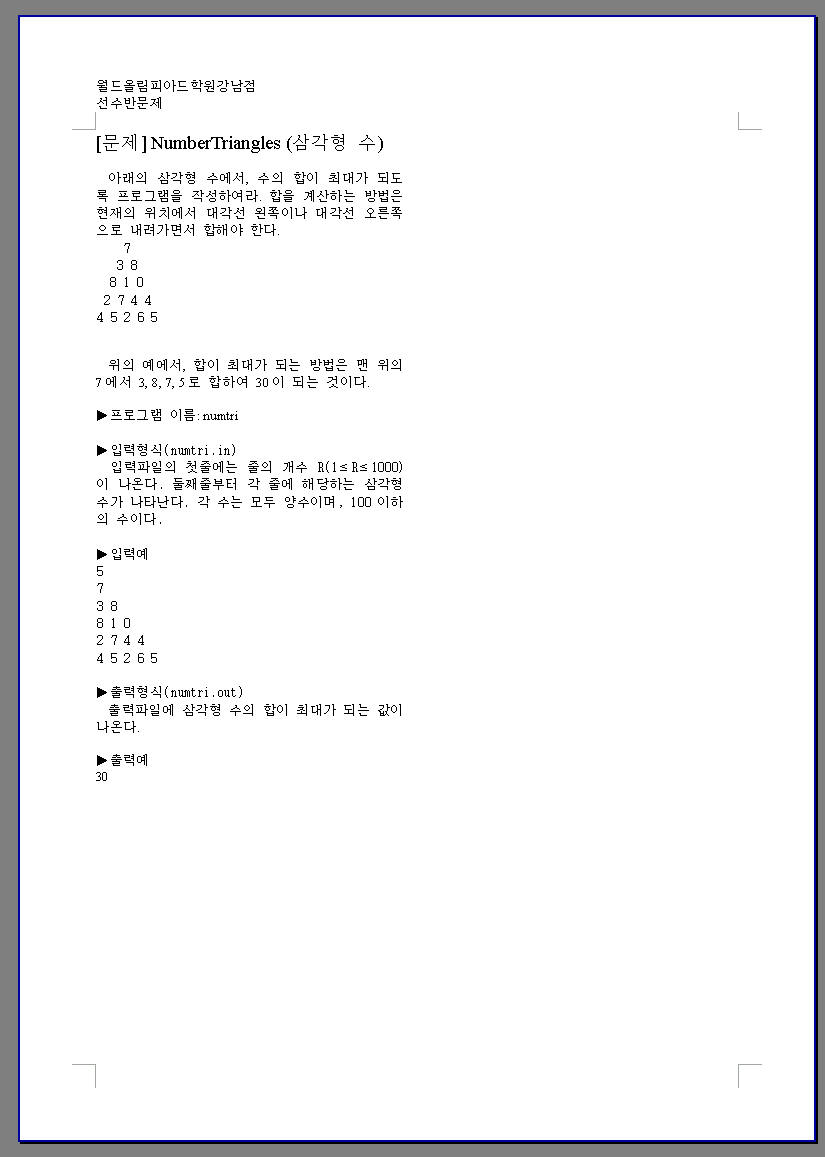 월드올림피아드학원강남점
선수반문제
[문제] NumberTriangles (삼각형 수)
아래의 삼각형 수에서, 수의 합이 최대가 되도
록 프로그램을 작성하여라. 합을 계산하는 방법은
현재의 위치에서 대각선 왼쪽이나 대각선 오른쪽
으로 내려가면서 합해야 한다.
7
3 8
8 1 0
2 7 4 4
4 5 2 6 5
위의 예에서, 합이 최대가 되는 방법은 맨 위의
7에서 3, 8, 7, 5로 합하여 30이 되는 것이다.
▶프로그램 이름: numtri
▶입력형식(numtri.in)
입력파일의 첫줄에는 줄의 개수 R(1≤R≤1000)
이 나온다. 둘째줄부터 각 줄에 해당하는 삼각형
수가 나타난다. 각 수는 모두 양수이며, 100 이하
의 수이다.
▶입력예
5
7
3 8
8 1 0
2 7 4 4
4 5 2 6 5
▶출력형식(numtri.out)
출력파일에 삼각형 수의 합이 최대가 되는 값이
나온다.
▶출력예
30